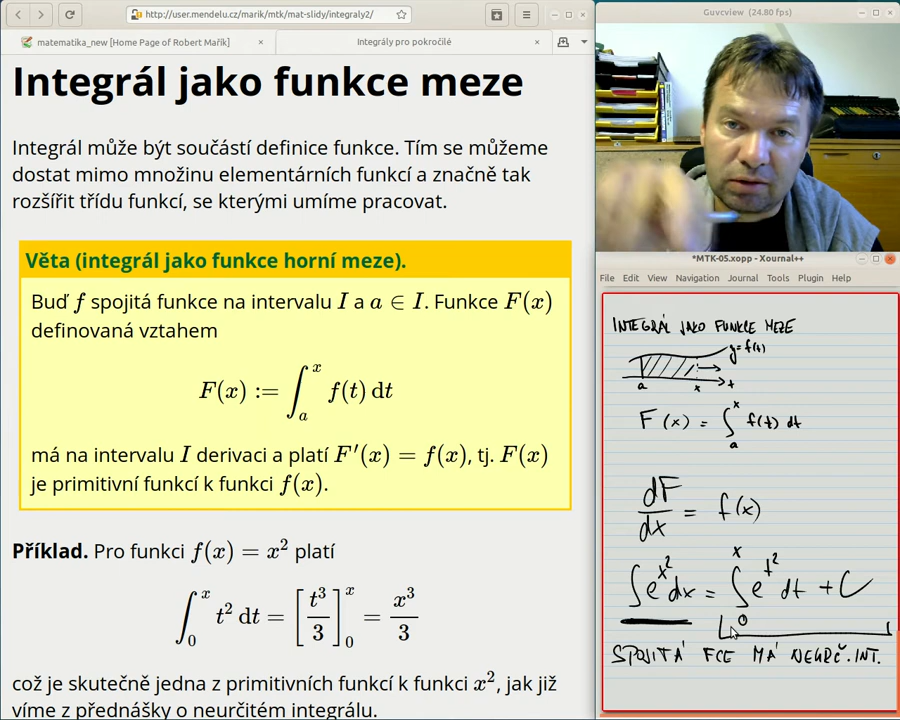 http://user.mendelu.cz/marik/mtk/mat-slidy/integraly2/
matematika_new [Home Page of Robert Mařík]
Integrály pro pokročilé
Integrál jako funkce meze
Integrál může být součástí definice funkce. Tím se můžeme
dostat mimo množinu elementárních funkcí a značně tak
rozšířit třídu funkcí, se kterými umíme pracovat.
Věta (integrál jako funkce horní meze).
Buď f spojitá funkce na intervalu I a a ∈ I. Funkce F(x)
definovaná vztahem
F(x) := ∫_a^x f(t) dt
má na intervalu I derivaci a platí F′(x) = f(x), tj. F(x)
je primitivní funkcí k funkci f(x).
Příklad. Pro funkci f(x) = x² platí
∫_0^x t² dt = [t³/3]_0^x = x³/3
což je skutečně jedna z primitivních funkcí k funkci x², jak již
víme z přednášky o neurčitém integrálu.
Guvcview (24.80 fps)
*MTK-05.xopp - Xournal++
File Edit View Navigation Journal Tools Plugin Help
INTEGRÁL JAKO FUNKCE MEZE
y=f(t)
a x t
F(x) = ∫_a^x f(t) dt
dF/dx = f(x)
∫e^x² dx = ∫_0^x e^t² dt + C
SPOJITÁ FCE MÁ NEURČ. INT.